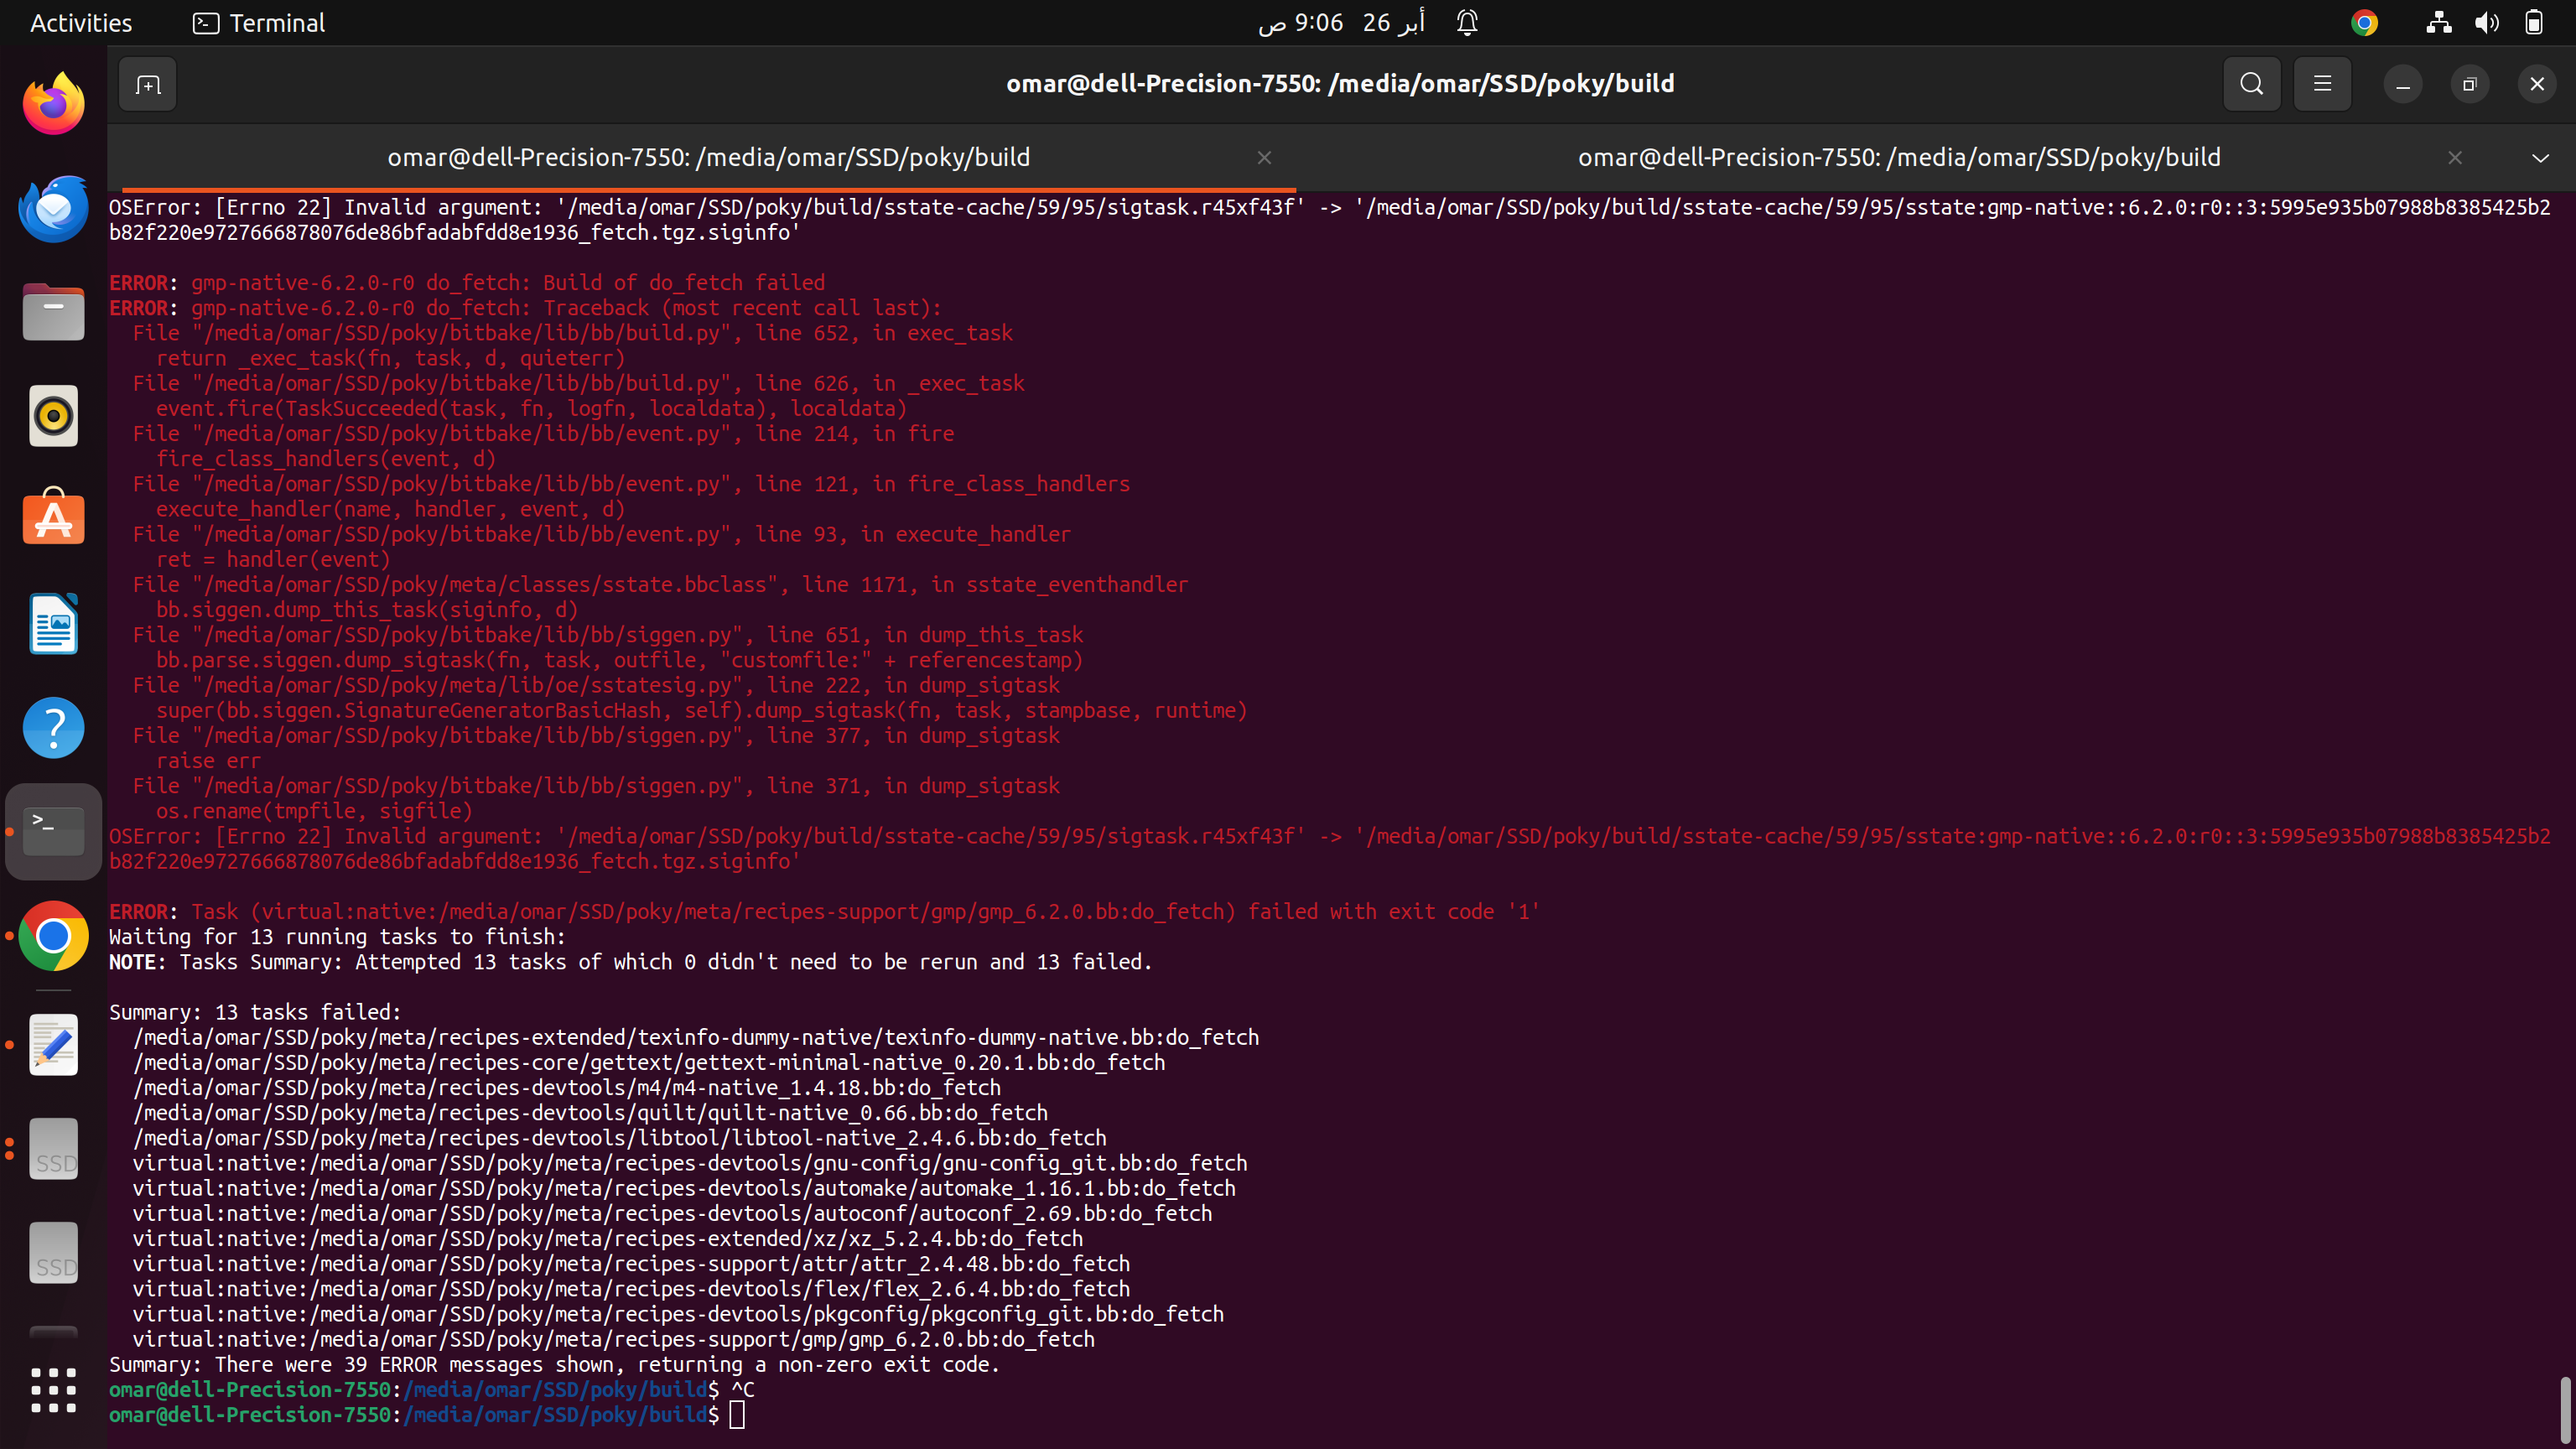 Activities
Terminal
أبر 26 9:06 ص
omar@dell-Precision-7550: /media/omar/SSD/poky/build
omar@dell-Precision-7550: /media/omar/SSD/poky/build
omar@dell-Precision-7550: /media/omar/SSD/poky/build
OSError: [Errno 22] Invalid argument: '/media/omar/SSD/poky/build/sstate-cache/59/95/sigtask.r45xf43f' -> '/media/omar/SSD/poky/build/sstate-cache/59/95/sstate:gmp-native::6.2.0:r0::3:5995e935b07988b8385425b2
b82f220e9727666878076de86bfadabfdd8e1936_fetch.tgz.siginfo'
ERROR: gmp-native-6.2.0-r0 do_fetch: Build of do_fetch failed
ERROR: gmp-native-6.2.0-r0 do_fetch: Traceback (most recent call last):
File "/media/omar/SSD/poky/bitbake/lib/bb/build.py", line 652, in exec_task
return _exec_task(fn, task, d, quieterr)
File "/media/omar/SSD/poky/bitbake/lib/bb/build.py", line 626, in _exec_task
event.fire(TaskSucceeded(task, fn, logfn, localdata), localdata)
File "/media/omar/SSD/poky/bitbake/lib/bb/event.py", line 214, in fire
fire_class_handlers(event, d)
File "/media/omar/SSD/poky/bitbake/lib/bb/event.py", line 121, in fire_class_handlers
execute_handler(name, handler, event, d)
File "/media/omar/SSD/poky/bitbake/lib/bb/event.py", line 93, in execute_handler
ret = handler(event)
File "/media/omar/SSD/poky/meta/classes/sstate.bbclass", line 1171, in sstate_eventhandler
bb.siggen.dump_this_task(siginfo, d)
File "/media/omar/SSD/poky/bitbake/lib/bb/siggen.py", line 651, in dump_this_task
bb.parse.siggen.dump_sigtask(fn, task, outfile, "customfile:" + referencestamp)
File "/media/omar/SSD/poky/meta/lib/oe/sstatesig.py", line 222, in dump_sigtask
super(bb.siggen.SignatureGeneratorBasicHash, self).dump_sigtask(fn, task, stampbase, runtime)
File "/media/omar/SSD/poky/bitbake/lib/bb/siggen.py", line 377, in dump_sigtask
raise err
File "/media/omar/SSD/poky/bitbake/lib/bb/siggen.py", line 371, in dump_sigtask
os.rename(tmpfile, sigfile)
OSError: [Errno 22] Invalid argument: '/media/omar/SSD/poky/build/sstate-cache/59/95/sigtask.r45xf43f' -> '/media/omar/SSD/poky/build/sstate-cache/59/95/sstate:gmp-native::6.2.0:r0::3:5995e935b07988b8385425b2
b82f220e9727666878076de86bfadabfdd8e1936_fetch.tgz.siginfo'
ERROR: Task (virtual:native:/media/omar/SSD/poky/meta/recipes-support/gmp/gmp_6.2.0.bb:do_fetch) failed with exit code '1'
Waiting for 13 running tasks to finish:
NOTE: Tasks Summary: Attempted 13 tasks of which 0 didn't need to be rerun and 13 failed.
Summary: 13 tasks failed:
/media/omar/SSD/poky/meta/recipes-extended/texinfo-dummy-native/texinfo-dummy-native.bb:do_fetch
/media/omar/SSD/poky/meta/recipes-core/gettext/gettext-minimal-native_0.20.1.bb:do_fetch
/media/omar/SSD/poky/meta/recipes-devtools/m4/m4-native_1.4.18.bb:do_fetch
/media/omar/SSD/poky/meta/recipes-devtools/quilt/quilt-native_0.66.bb:do_fetch
/media/omar/SSD/poky/meta/recipes-devtools/libtool/libtool-native_2.4.6.bb:do_fetch
virtual:native:/media/omar/SSD/poky/meta/recipes-devtools/gnu-config/gnu-config_git.bb:do_fetch
virtual:native:/media/omar/SSD/poky/meta/recipes-devtools/automake/automake_1.16.1.bb:do_fetch
virtual:native:/media/omar/SSD/poky/meta/recipes-devtools/autoconf/autoconf_2.69.bb:do_fetch
virtual:native:/media/omar/SSD/poky/meta/recipes-extended/xz/xz_5.2.4.bb:do_fetch
virtual:native:/media/omar/SSD/poky/meta/recipes-support/attr/attr_2.4.48.bb:do_fetch
virtual:native:/media/omar/SSD/poky/meta/recipes-devtools/flex/flex_2.6.4.bb:do_fetch
virtual:native:/media/omar/SSD/poky/meta/recipes-devtools/pkgconfig/pkgconfig_git.bb:do_fetch
virtual:native:/media/omar/SSD/poky/meta/recipes-support/gmp/gmp_6.2.0.bb:do_fetch
Summary: There were 39 ERROR messages shown, returning a non-zero exit code.
omar@dell-Precision-7550:/media/omar/SSD/poky/build$ ^C
omar@dell-Precision-7550:/media/omar/SSD/poky/build$
SSD
SSD